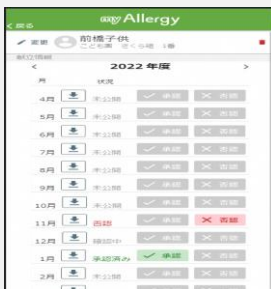 ＜戻る myAllergy
変更 前橋子供
こども園 さくら組 1番
献立情報
＜ 2022 年度 ＞
月 状況
4月 未公開 承認 否認
5月 未公開 承認 否認
6月 未公開 承認 否認
7月 未公開 承認 否認
8月 未公開 承認 否認
9月 未公開 承認 否認
10月 未公開 承認 否認
11月 否認 承認 否認
12月 確認中 承認 否認
1月 承認済み 承認 否認
2月 未公開 承認 否認